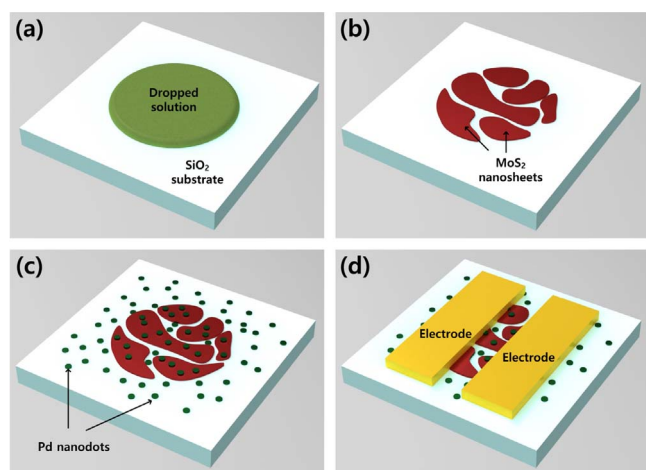 (a)
Dropped
solution
SiO₂
substrate
(b)
MoS₂
nanosheets
(c)
Pd nanodots
(d)
Electrode
Electrode